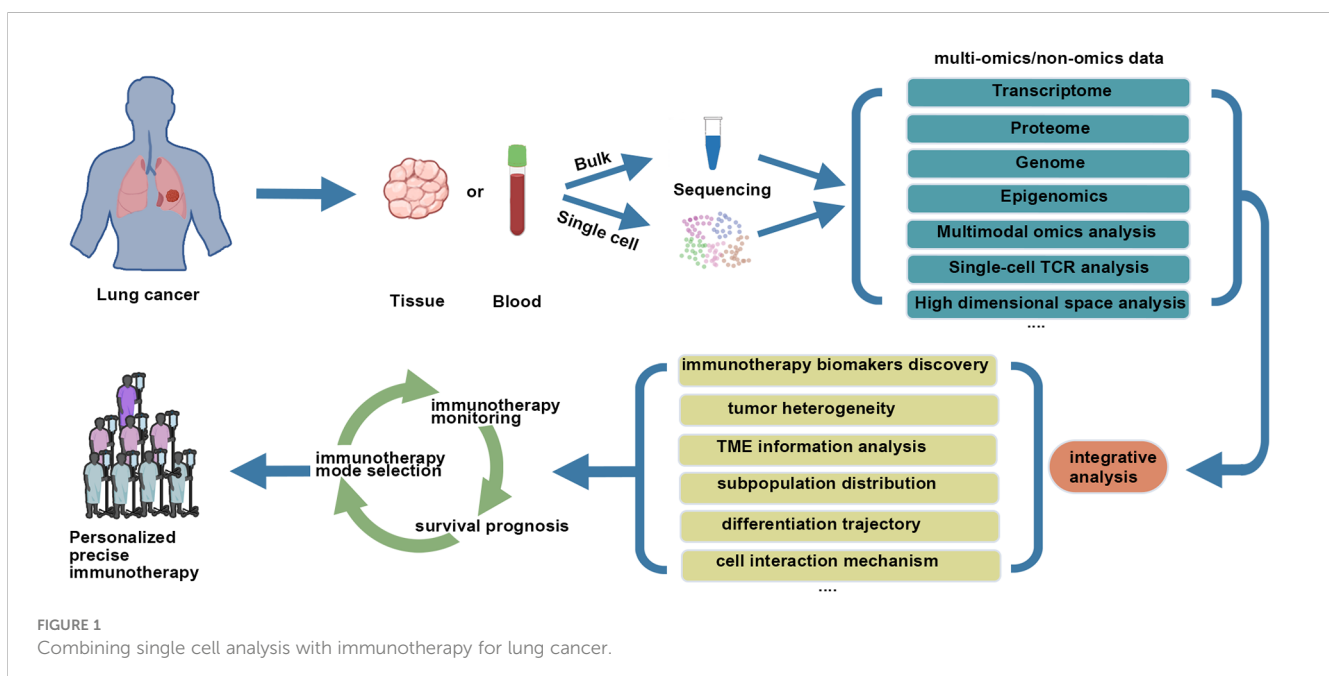 multi-omics/non-omics data
Transcriptome
Proteome
Genome
Epigenomics
Multimodal omics analysis
Single-cell TCR analysis
High dimensional space analysis
....
Bulk
Single cell
Sequencing
or
Lung cancer
Tissue
Blood
immunotherapy biomakers discovery
tumor heterogeneity
TME information analysis
subpopulation distribution
differentiation trajectory
cell interaction mechanism
....
integrative
analysis
immunotherapy
monitoring
immunotherapy
mode selection
survival prognosis
Personalized
precise
immunotherapy
FIGURE 1
Combining single cell analysis with immunotherapy for lung cancer.